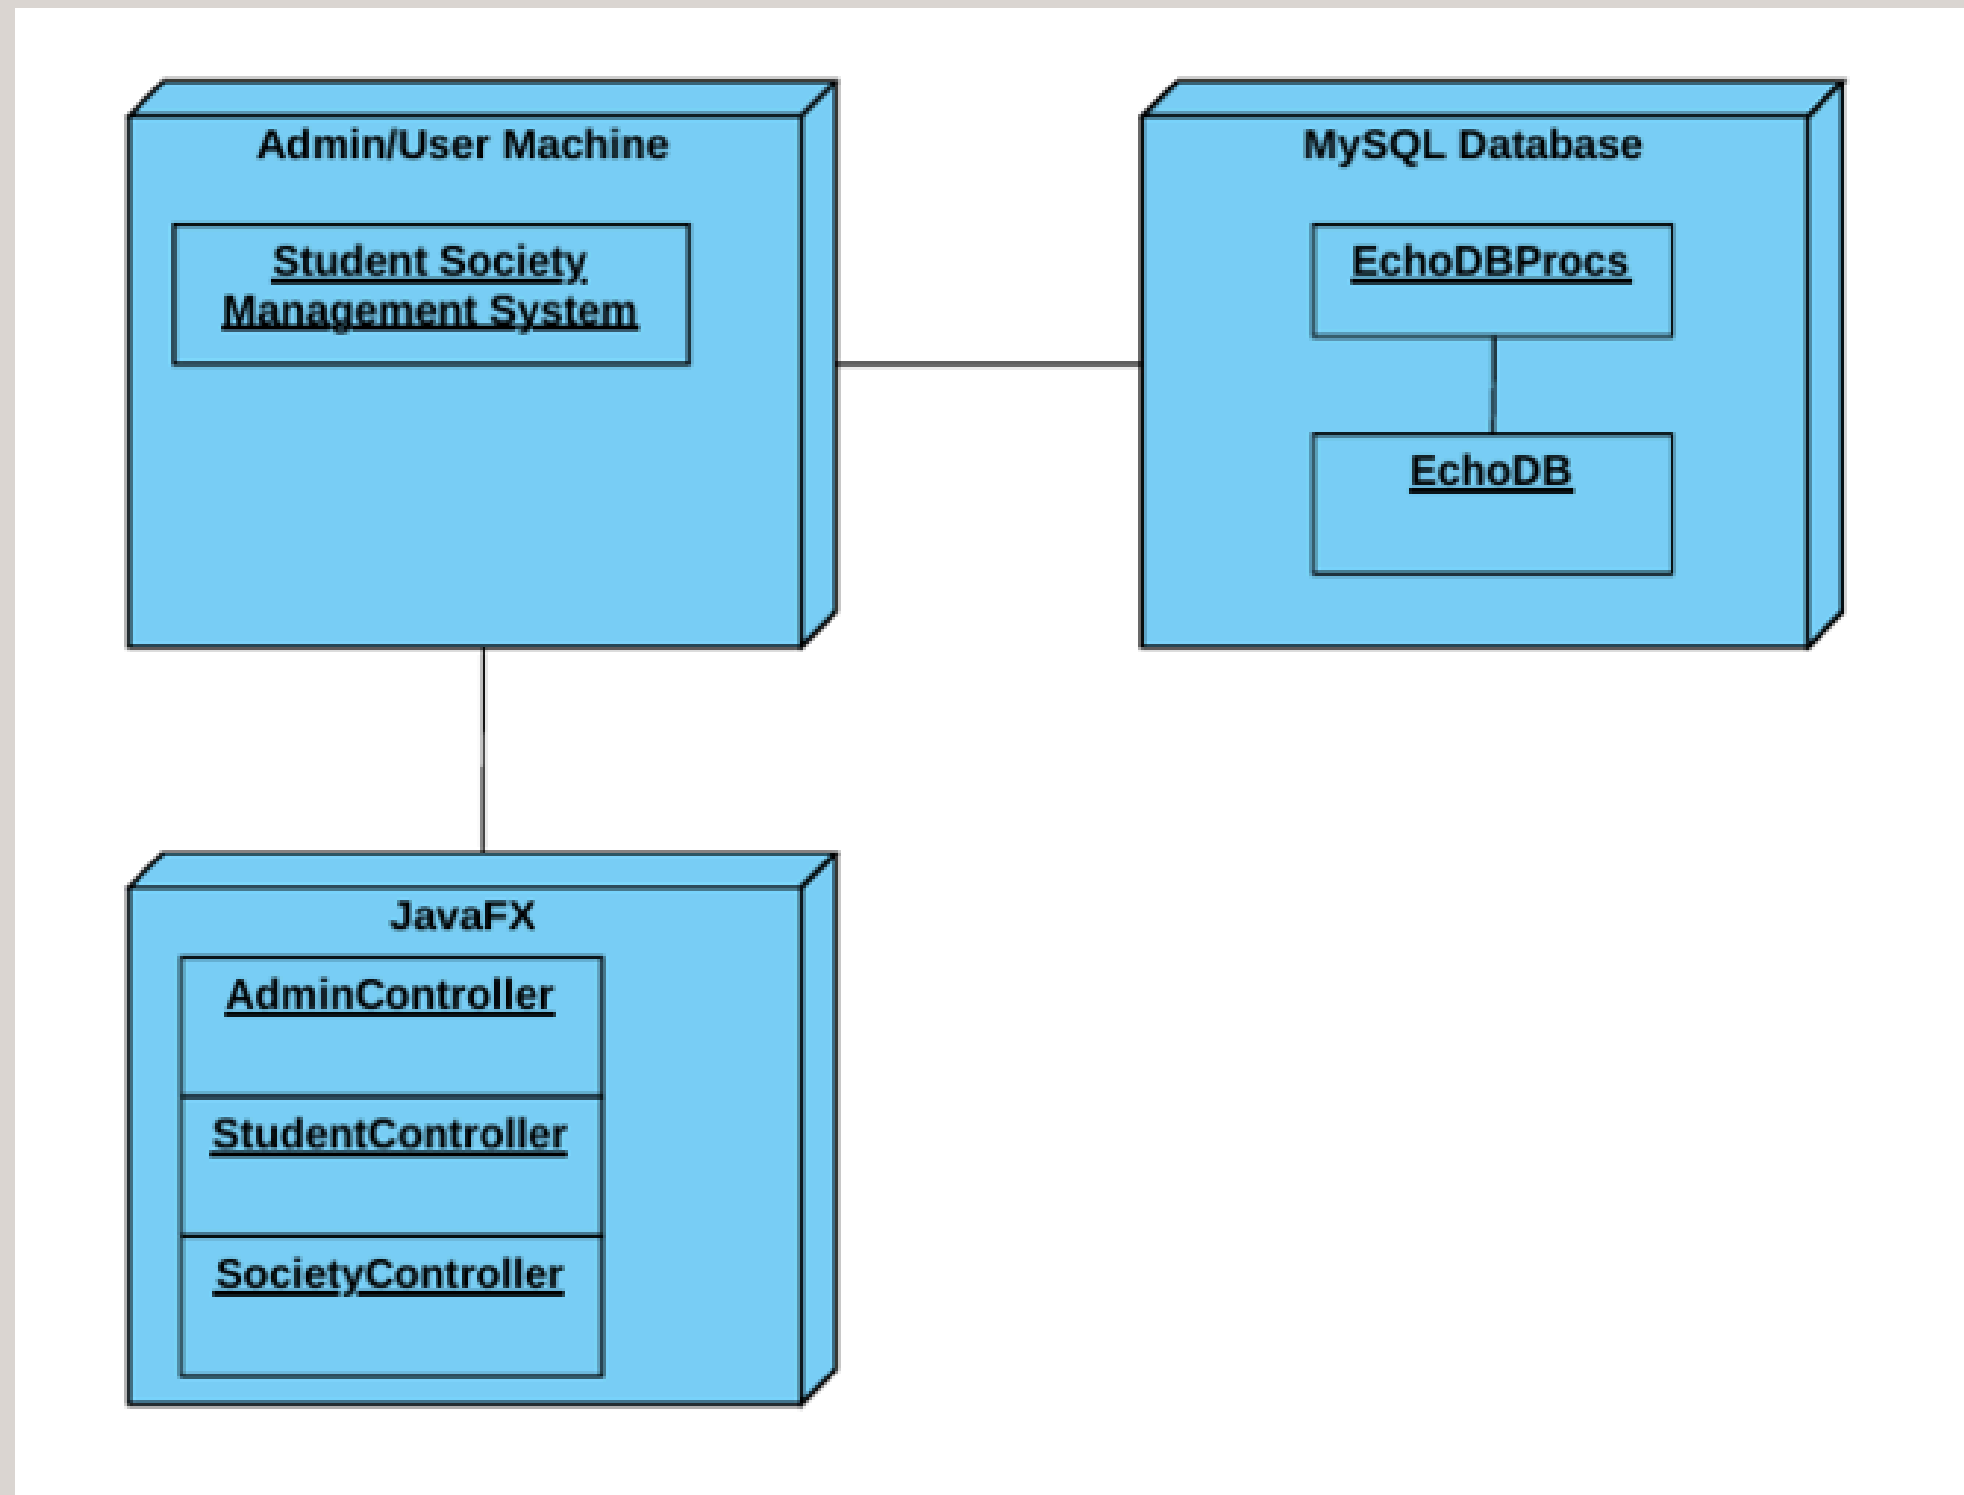 Admin/User Machine
Student Society
Management System
MySQL Database
EchoDBProcs
EchoDB
JavaFX
AdminController
StudentController
SocietyController